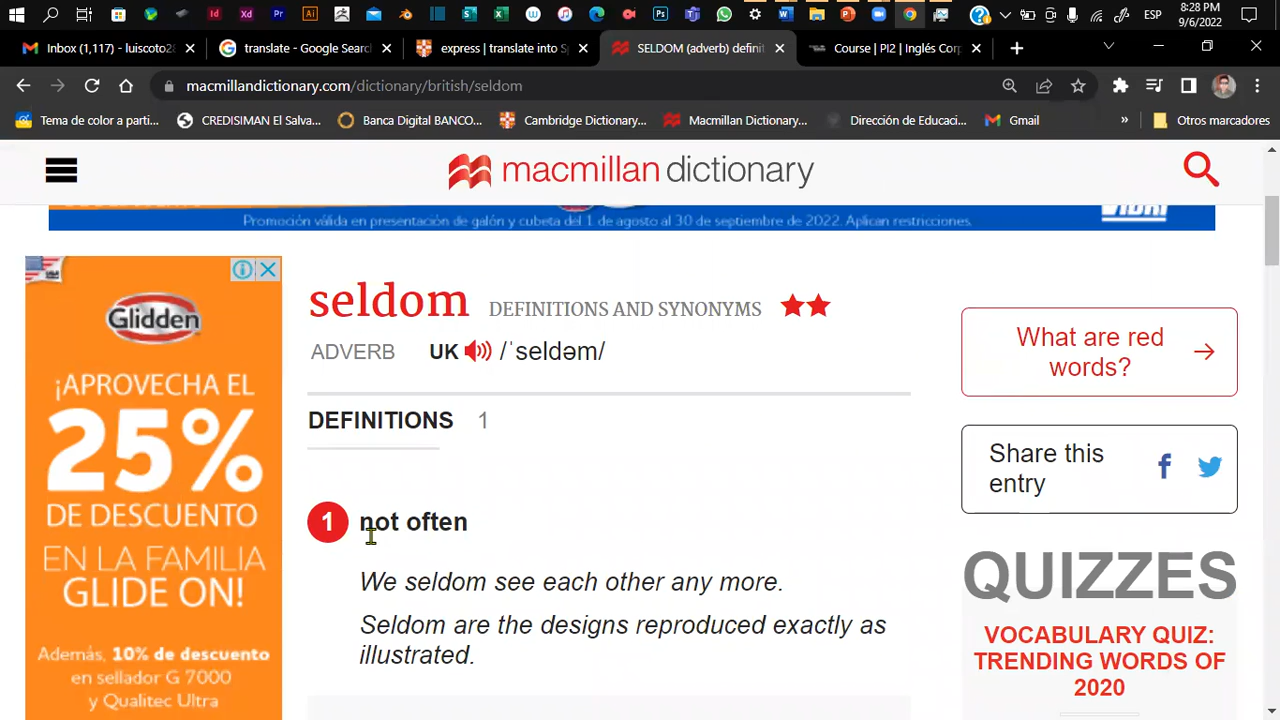 8:28 PM
ESP
9/6/2022
Inbox (1,117) - luiscoto20
translate - Google Searc
express | translate into S
SELDOM (adverb) definit
Course | PI2 | Inglés Cor
macmillandictionary.com/dictionary/british/seldom
Tema de color a parti...
CREDISIMAN El Salva...
Banca Digital BANCO...
Cambridge Dictionary...
Macmillan Dictionary...
Dirección de Educaci...
Gmail
»
Otros marcadores
macmillan dictionary
Promoción válida en presentación de galón y cubeta del 1 de agosto al 30 de septiembre de 2022. Aplican restricciones.
Glidden
¡APROVECHA EL
25%
DE DESCUENTO
EN LA FAMILIA
GLIDE ON!
Además, 10% de descuento
en sellador G 7000
y Qualitec Ultra
seldom DEFINITIONS AND SYNONYMS
ADVERB UK /ˈseldəm/
DEFINITIONS 1
1 not often
We seldom see each other any more.
Seldom are the designs reproduced exactly as
illustrated.
What are red
words?
Share this
entry
QUIZZES
VOCABULARY QUIZ:
TRENDING WORDS OF
2020